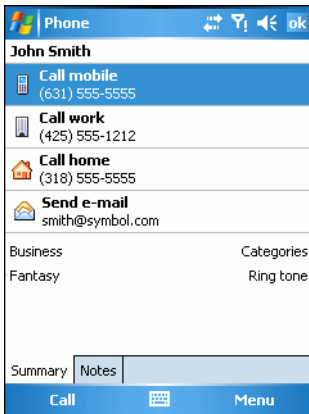 Phone ok
John Smith
Call mobile
(631) 555-5555
Call work
(425) 555-1212
Call home
(318) 555-5555
Send e-mail
smith@symbol.com
Business Categories
Fantasy Ring tone
Summary Notes
Call Menu